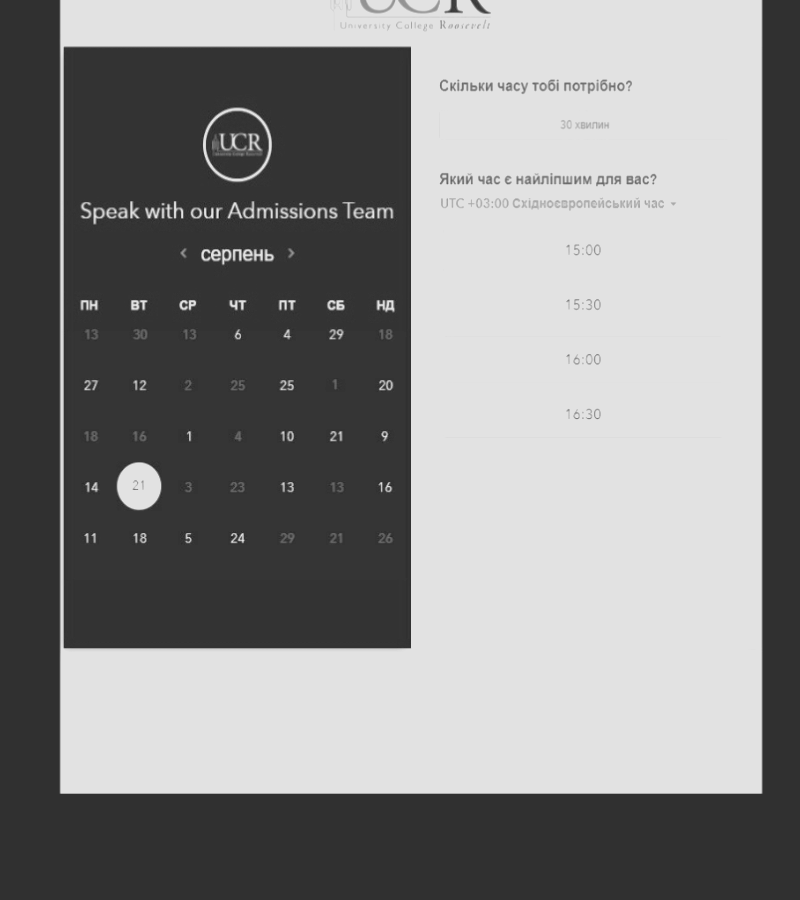 UCR
University College Roosevelt
UCR
Speak with our Admissions Team
< серпень >
ПН ВТ СР ЧТ ПТ СБ НД
13 30 13 6 4 29 18
27 12 2 25 25 1 20
18 16 1 4 10 21 9
14 21 3 23 13 13 16
11 18 5 24 29 21 26
Скільки часу тобі потрібно?
30 хвилин
Який час є найліпшим для вас?
UTC +03:00 Східноєвропейський час
15:00
15:30
16:00
16:30